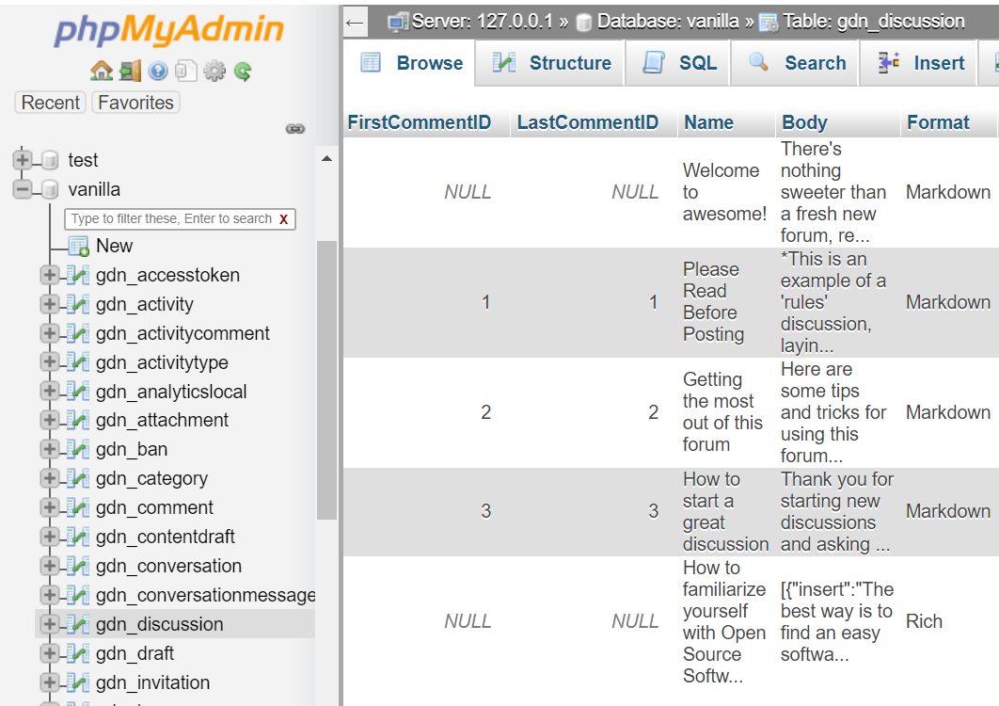 phpMyAdmin
Recent Favorites
test
vanilla
Type to filter these, Enter to search X
New
gdn_accesstoken
gdn_activity
gdn_activitycomment
gdn_activitytype
gdn_analyticslocal
gdn_attachment
gdn_ban
gdn_category
gdn_comment
gdn_contentdraft
gdn_conversation
gdn_conversationmessage
gdn_discussion
gdn_draft
gdn_invitation
← Server: 127.0.0.1 » Database: vanilla » Table: gdn_discussion
Browse Structure SQL Search Insert
FirstCommentID LastCommentID Name Body Format
NULL NULL
Welcome
to
awesome!
There's
nothing
sweeter than
a fresh new
forum, re...
Markdown
1 1
Please
Read
Before
Posting
*This is an
example of a
'rules'
discussion,
layin...
Markdown
2 2
Getting
the most
out of this
forum
Here are
some tips
and tricks for
using this
forum...
Markdown
3 3
How to
start a
great
discussion
Thank you for
starting new
discussions
and asking ...
Markdown
NULL NULL
How to
familiarize
yourself
with Open
Source
Softw...
[{"insert":"The
best way is to
find an easy
softwa...
Rich